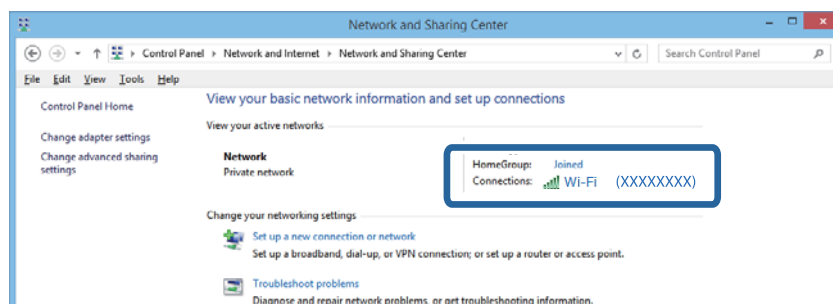 Network and Sharing Center
Control Panel Network and Internet Network and Sharing Center Search Control Panel
File Edit View Tools Help
Control Panel Home
Change adapter settings
Change advanced sharing
settings
View your basic network information and set up connections
View your active networks
Network
Private network
HomeGroup: Joined
Connections: Wi-Fi (XXXXXXXX)
Change your networking settings
Set up a new connection or network
Set up a broadband, dial-up, or VPN connection; or set up a router or access point.
Troubleshoot problems
Diagnose and repair network problems, or get troubleshooting information.